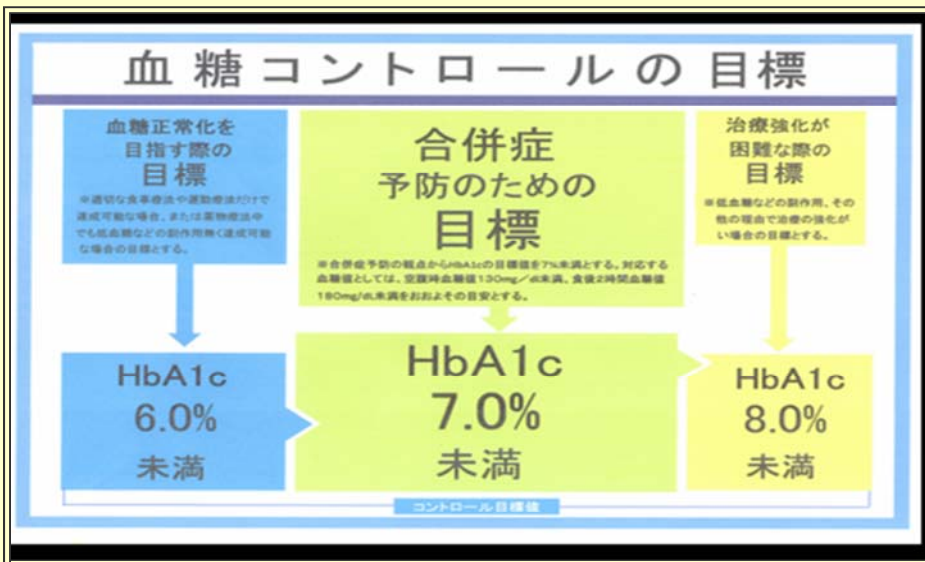 血糖コントロールの目標
血糖正常化を
目指す際の
目標
※適切な食事療法や運動療法だけで
達成可能な場合、または薬物療法中
でも低血糖などの副作用無く達成可能
な場合の目標とする。
合併症
予防のための
目標
※合併症予防の観点からHbA1cの目標値を7%未満とする。対応する
血糖値としては、空腹時血糖値130mg/dl未満、食後2時間血糖値
180mg/dL未満をおおよその目安とする。
治療強化が
困難な際の
目標
※低血糖などの副作用、その
他の理由で治療の強化が
い場合の目標とする。
HbA1c
6.0%
未満
HbA1c
7.0%
未満
HbA1c
8.0%
未満
コントロール目標値